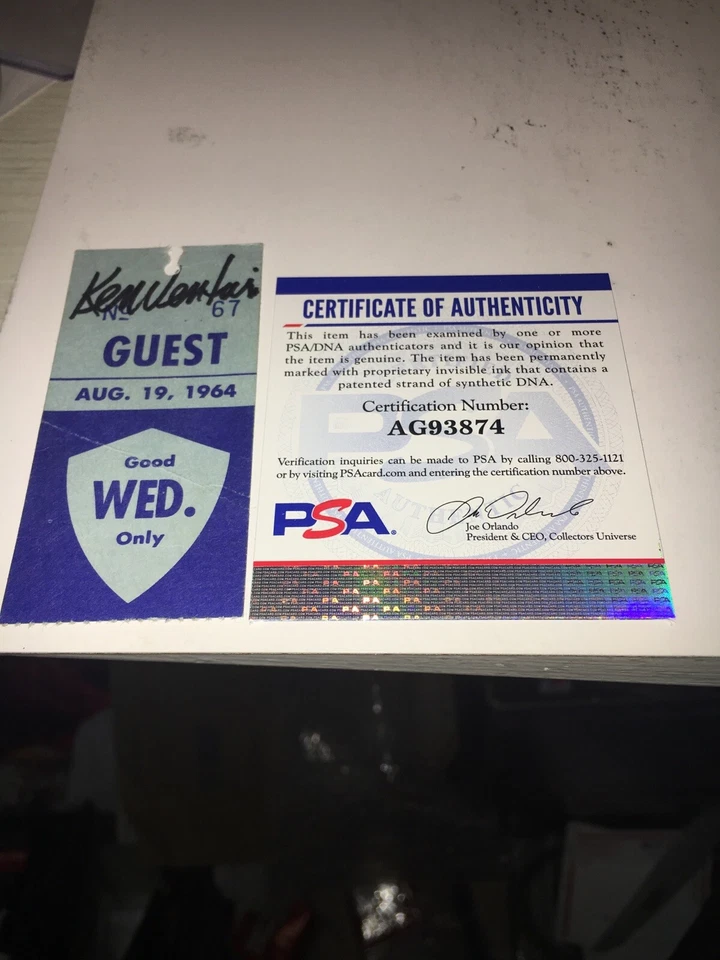 Ken Venturi
Nº 67
GUEST
AUG. 19, 1964
Good
WED.
Only
CERTIFICATE OF AUTHENTICITY
This item has been examined by one or more
PSA/DNA authenticators and it is our opinion that
the item is genuine. The item has been permanently
marked with proprietary invisible ink that contains a
patented strand of synthetic DNA.
Certification Number:
AG93874
Verification inquiries can be made to PSA by calling 800-325-1121
or by visiting PSAcard.com and entering the certification number above.
PSA®
Joe Orlando
President & CEO, Collectors Universe